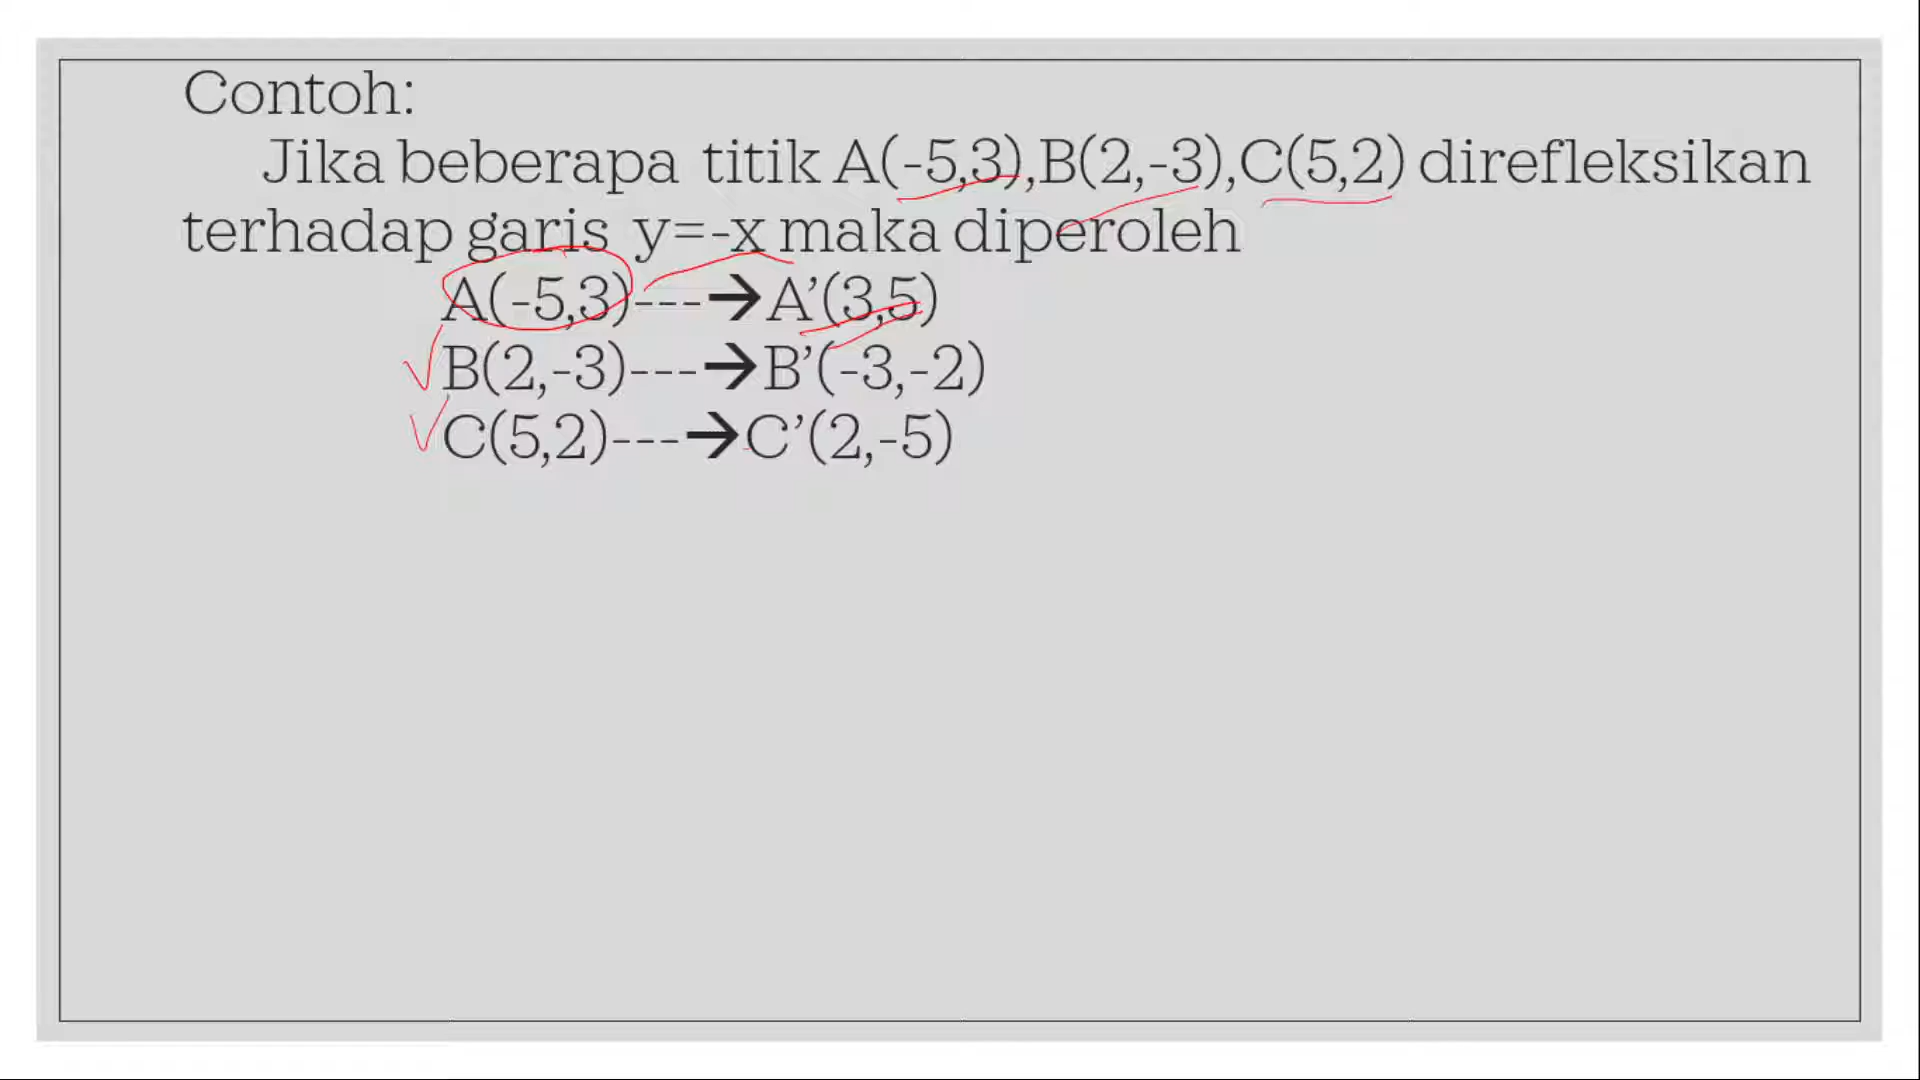 Contoh:
Jika beberapa titik A(-5,3),B(2,-3),C(5,2) direfleksikan
terhadap garis y=-x maka diperoleh
A(-5,3)---→A’(3,5)
B(2,-3)---→B’(-3,-2)
C(5,2)---→C’(2,-5)